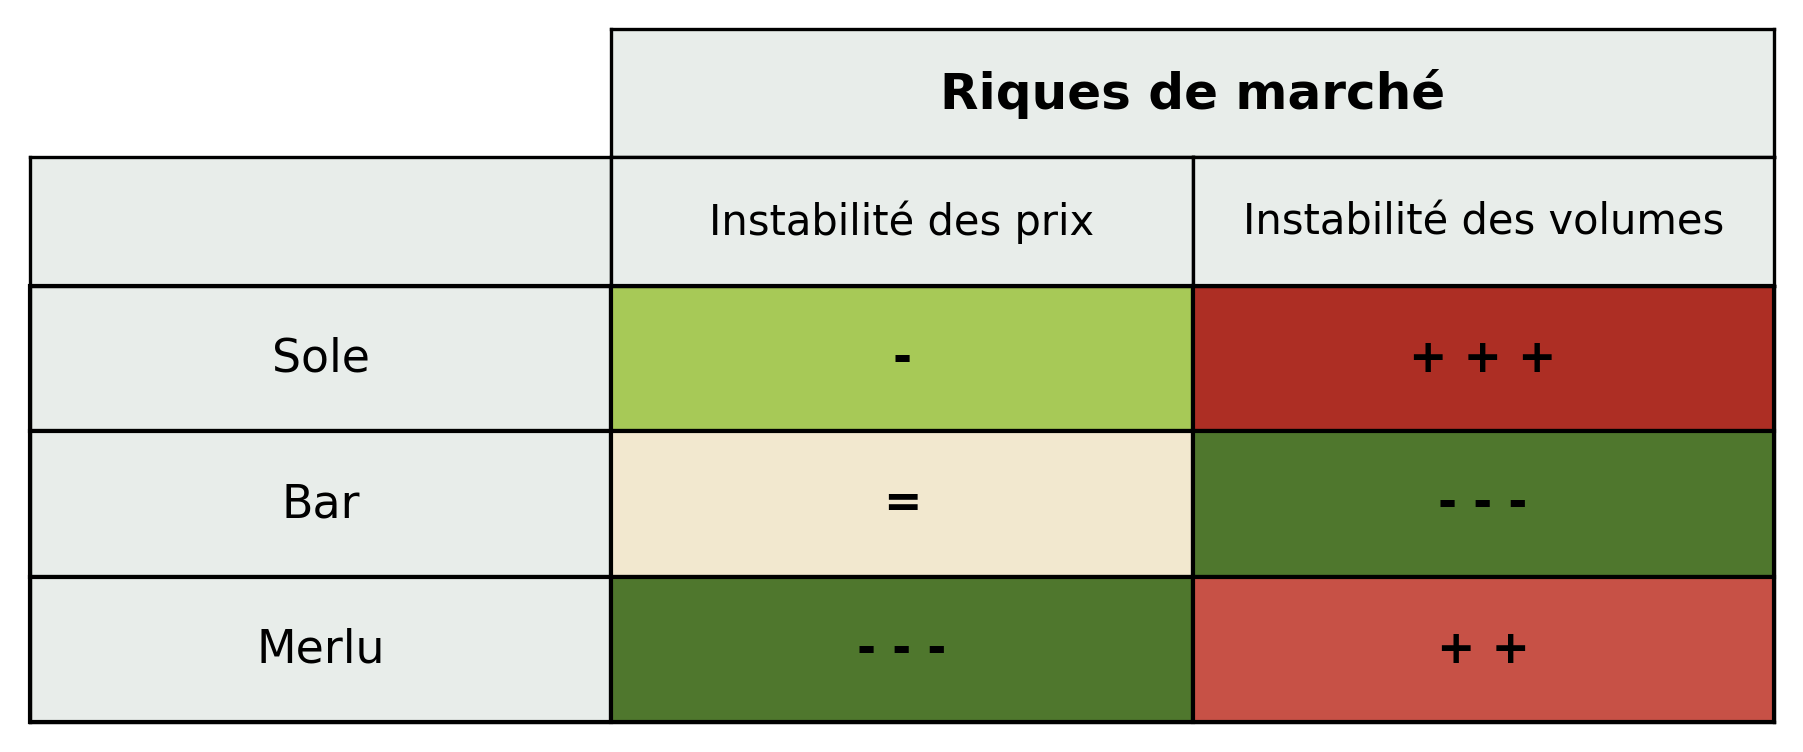 Riques de marché
Instabilité des prix Instabilité des volumes
Sole - + + +
Bar = - - -
Merlu - - - + +